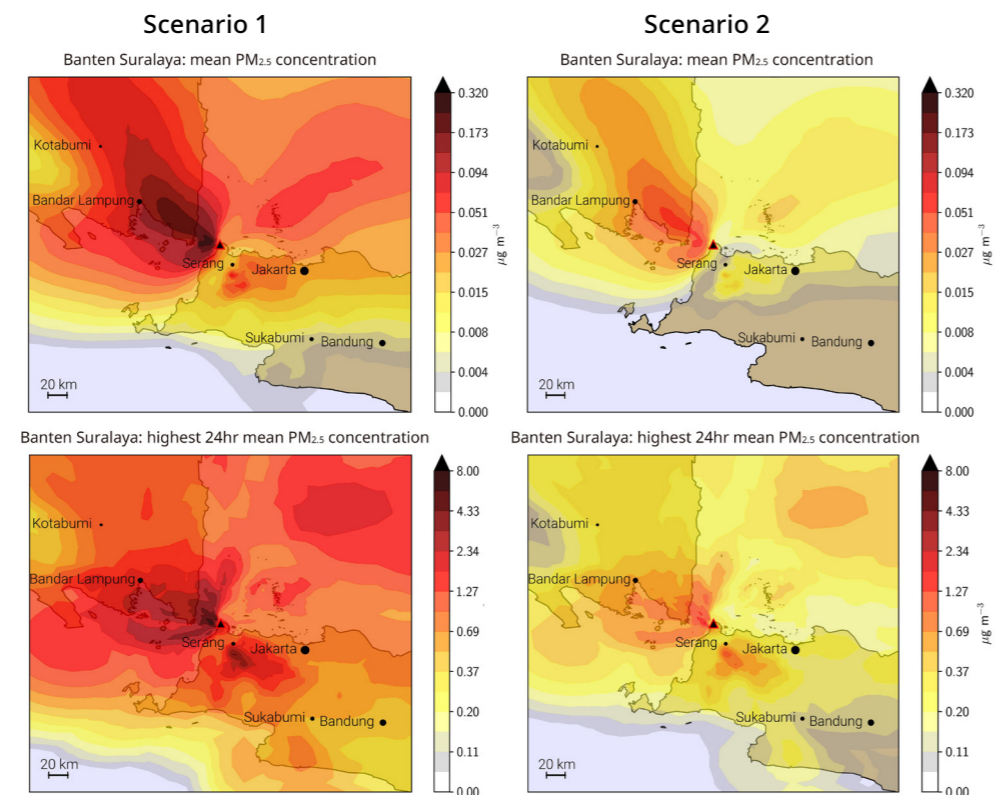 Scenario 1
Scenario 2
Banten Suralaya: mean PM2.5 concentration
Kotabumi
Bandar Lampung
Serang
Jakarta
Sukabumi
Bandung
20 km
0.320
0.173
0.094
0.051
0.027
0.015
0.008
0.004
0.000
μg m−3
Banten Suralaya: mean PM2.5 concentration
Kotabumi
Bandar Lampung
Serang
Jakarta
Sukabumi
Bandung
20 km
0.320
0.173
0.094
0.051
0.027
0.015
0.008
0.004
0.000
μg m−3
Banten Suralaya: highest 24hr mean PM2.5 concentration
Kotabumi
Bandar Lampung
Serang
Jakarta
Sukabumi
Bandung
20 km
8.00
4.33
2.34
1.27
0.69
0.37
0.20
0.11
0.00
Banten Suralaya: highest 24hr mean PM2.5 concentration
Kotabumi
Bandar Lampung
Serang
Jakarta
Sukabumi
Bandung
20 km
8.00
4.33
2.34
1.27
0.69
0.37
0.20
0.11
0.00
μg m−3